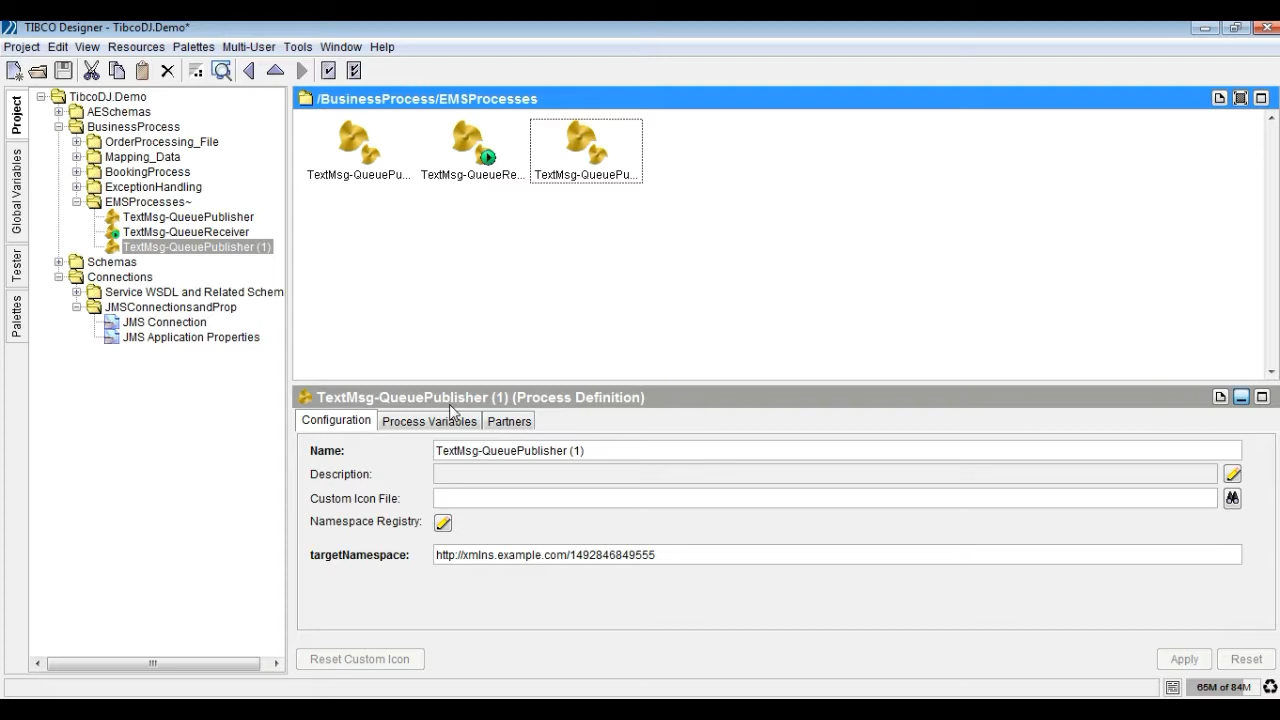 TIBCO Designer - TibcoDJ.Demo*
Project Edit View Resources Palettes Multi-User Tools Window Help
Project
Global Variables
Tester
Palettes
TibcoDJ.Demo
AESchemas
BusinessProcess
OrderProcessing_File
Mapping_Data
BookingProcess
ExceptionHandling
EMSProcesses~
TextMsg-QueuePublisher
TextMsg-QueueReceiver
TextMsg-QueuePublisher (1)
Schemas
Connections
Service WSDL and Related Schem
JMSConnectionsandProp
JMS Connection
JMS Application Properties
/BusinessProcess/EMSProcesses
TextMsg-QueuePu... TextMsg-QueueRe... TextMsg-QueuePu...
TextMsg-QueuePublisher (1) (Process Definition)
Configuration Process Variables Partners
Name: TextMsg-QueuePublisher (1)
Description:
Custom Icon File:
Namespace Registry:
targetNamespace: http://xmlns.example.com/1492846849555
Reset Custom Icon Apply Reset
65M of 84M